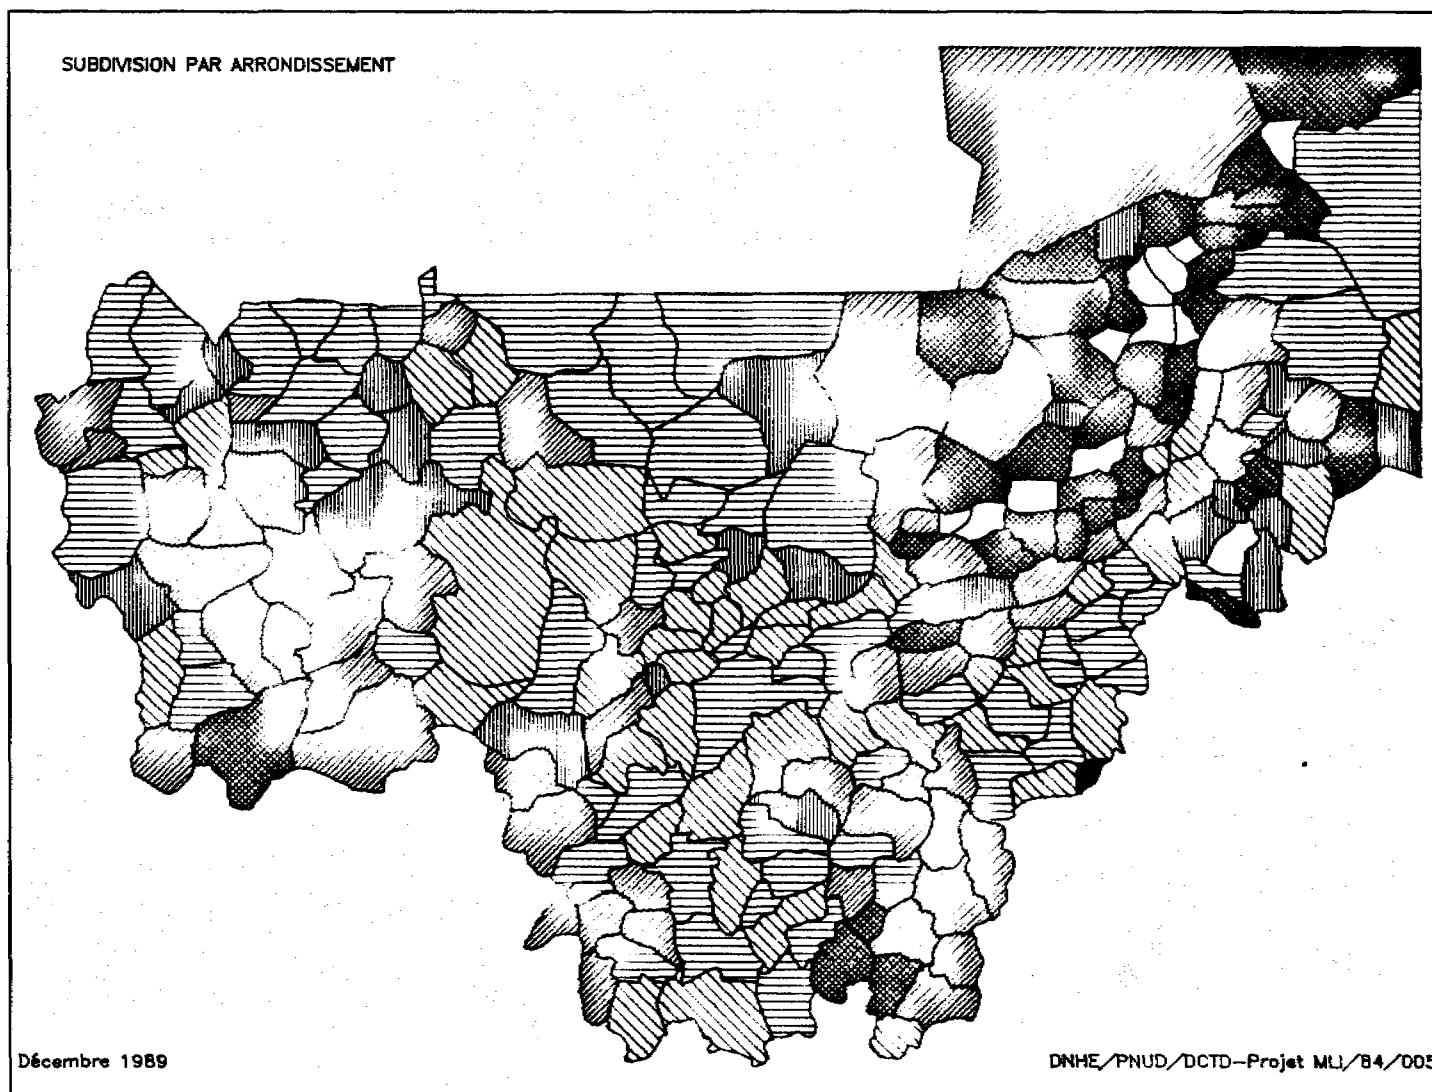 SUBDIVISION PAR ARRONDISSEMENT
Décembre 1989
DNHE/PNUD/DCTD-Projet MLI/84/005